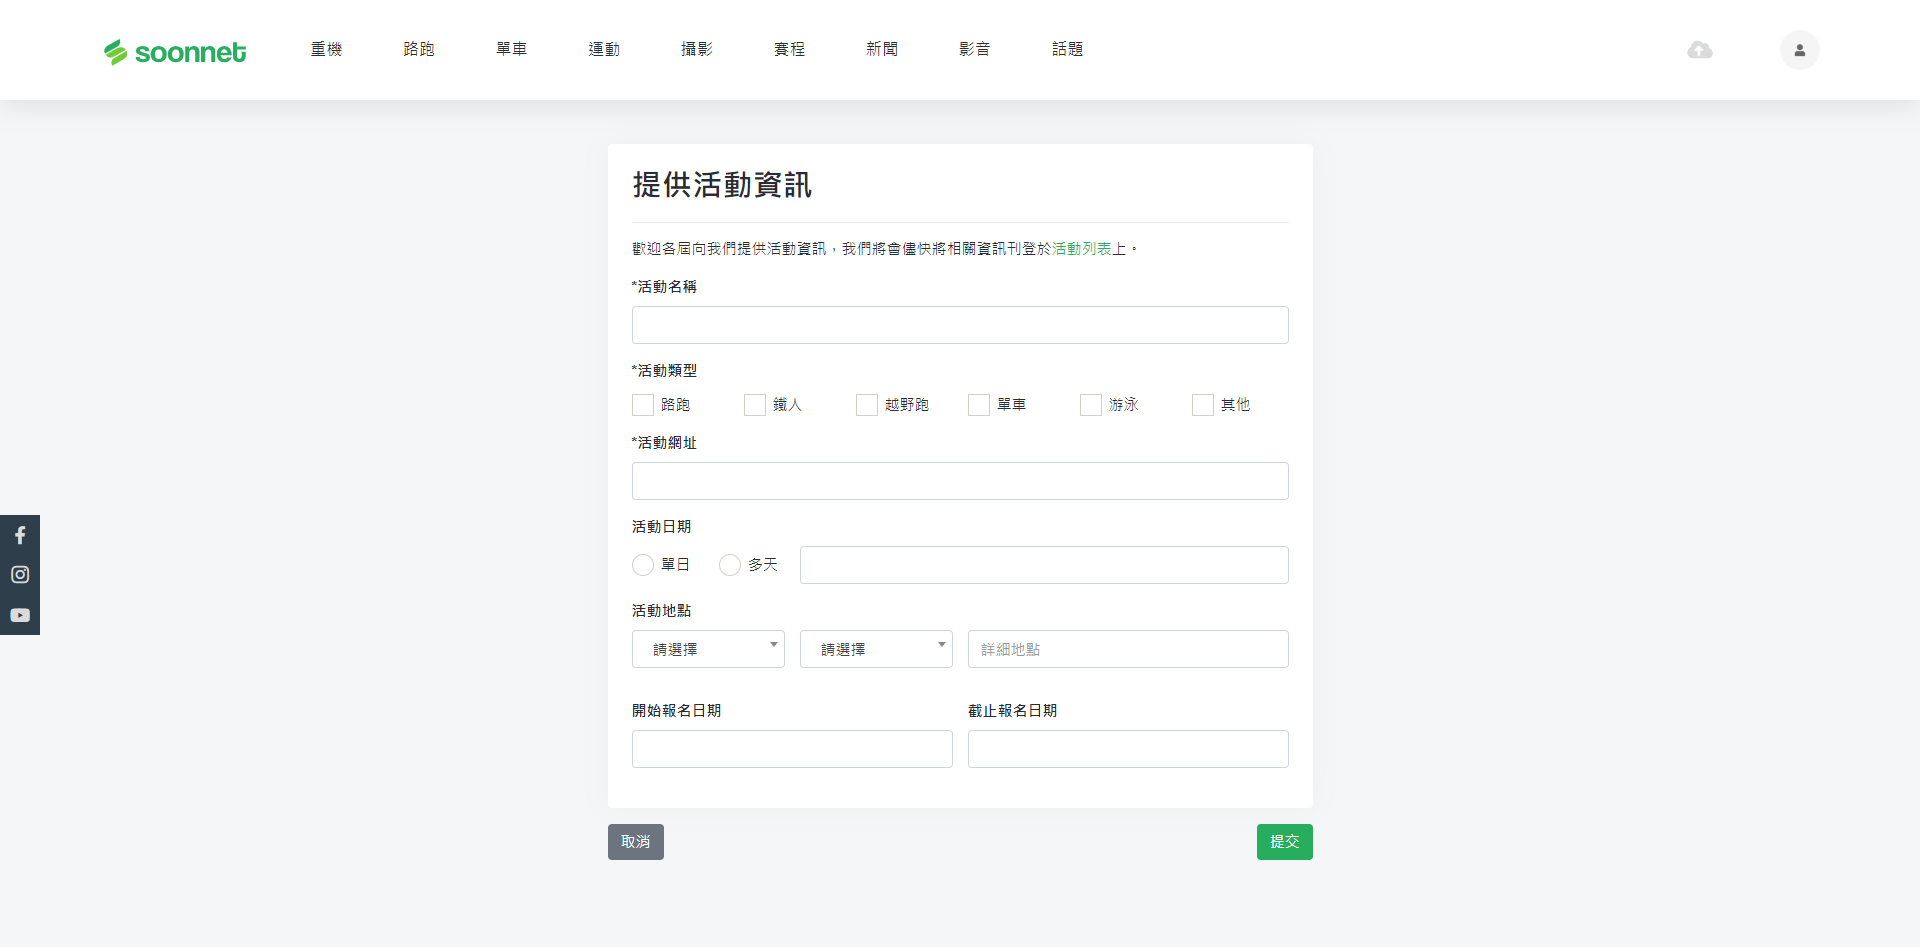 soonnet 重機 路跑 單車 運動 攝影 賽程 新聞 影音 話題
提供活動資訊
歡迎各屆向我們提供活動資訊，我們將會儘快將相關資訊刊登於活動列表上。
*活動名稱
*活動類型
路跑 鐵人 越野跑 單車 游泳 其他
*活動網址
活動日期
單日 多天
活動地點
請選擇 請選擇 詳細地點
開始報名日期 截止報名日期
取消 提交